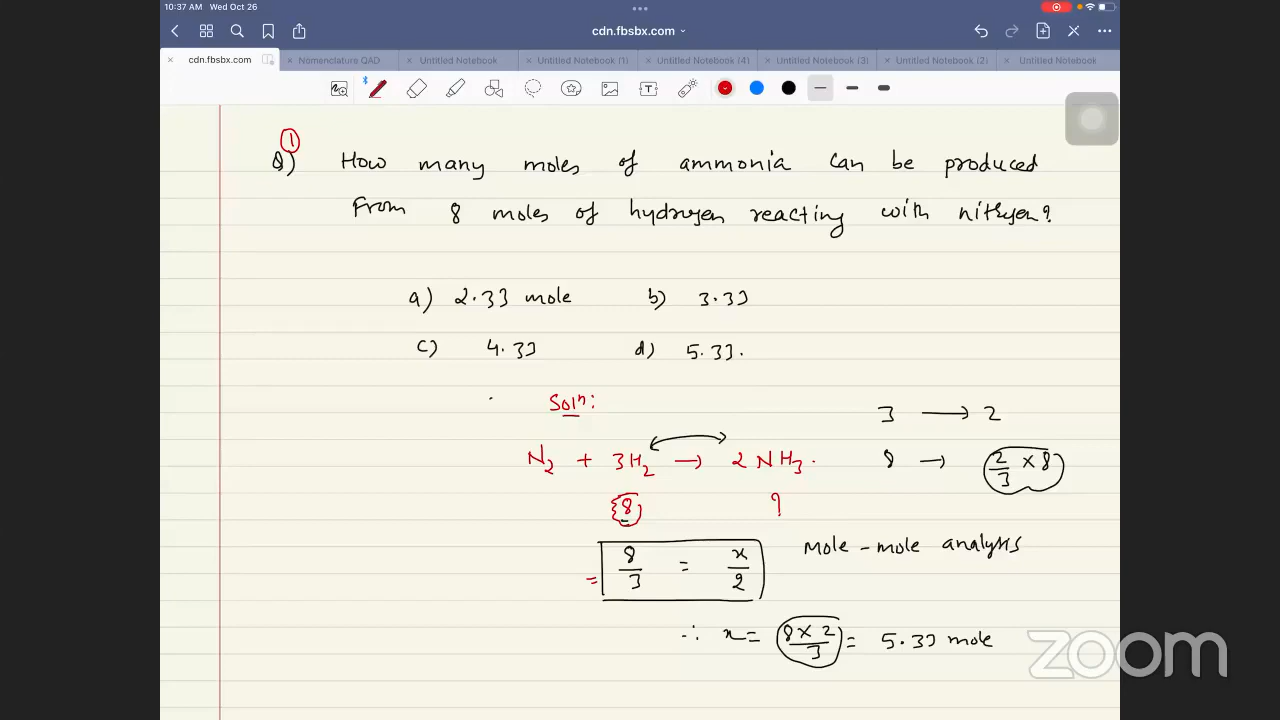 10:37 AM Wed Oct 26
cdn.fbsbx.com
cdn.fbsbx.com Nomenclature QAD Untitled Notebook Untitled Notebook (1) Untitled Notebook (4) Untitled Notebook (3) Untitled Notebook (2) Untitled Notebook
①
Q) How many moles of ammonia can be produced
From 8 moles of hydrogen reacting with nitrogen?
a) 2.33 mole b) 3.33
c) 4.33 d) 5.33.
Solⁿ:
3 → 2
N₂ + 3H₂ → 2NH₃.
8 → 2/3 × 8
{8} ?
Mole - mole analysis
= 8/3 = x/2
∴ x = 8×2/3 = 5.33 mole
zoom